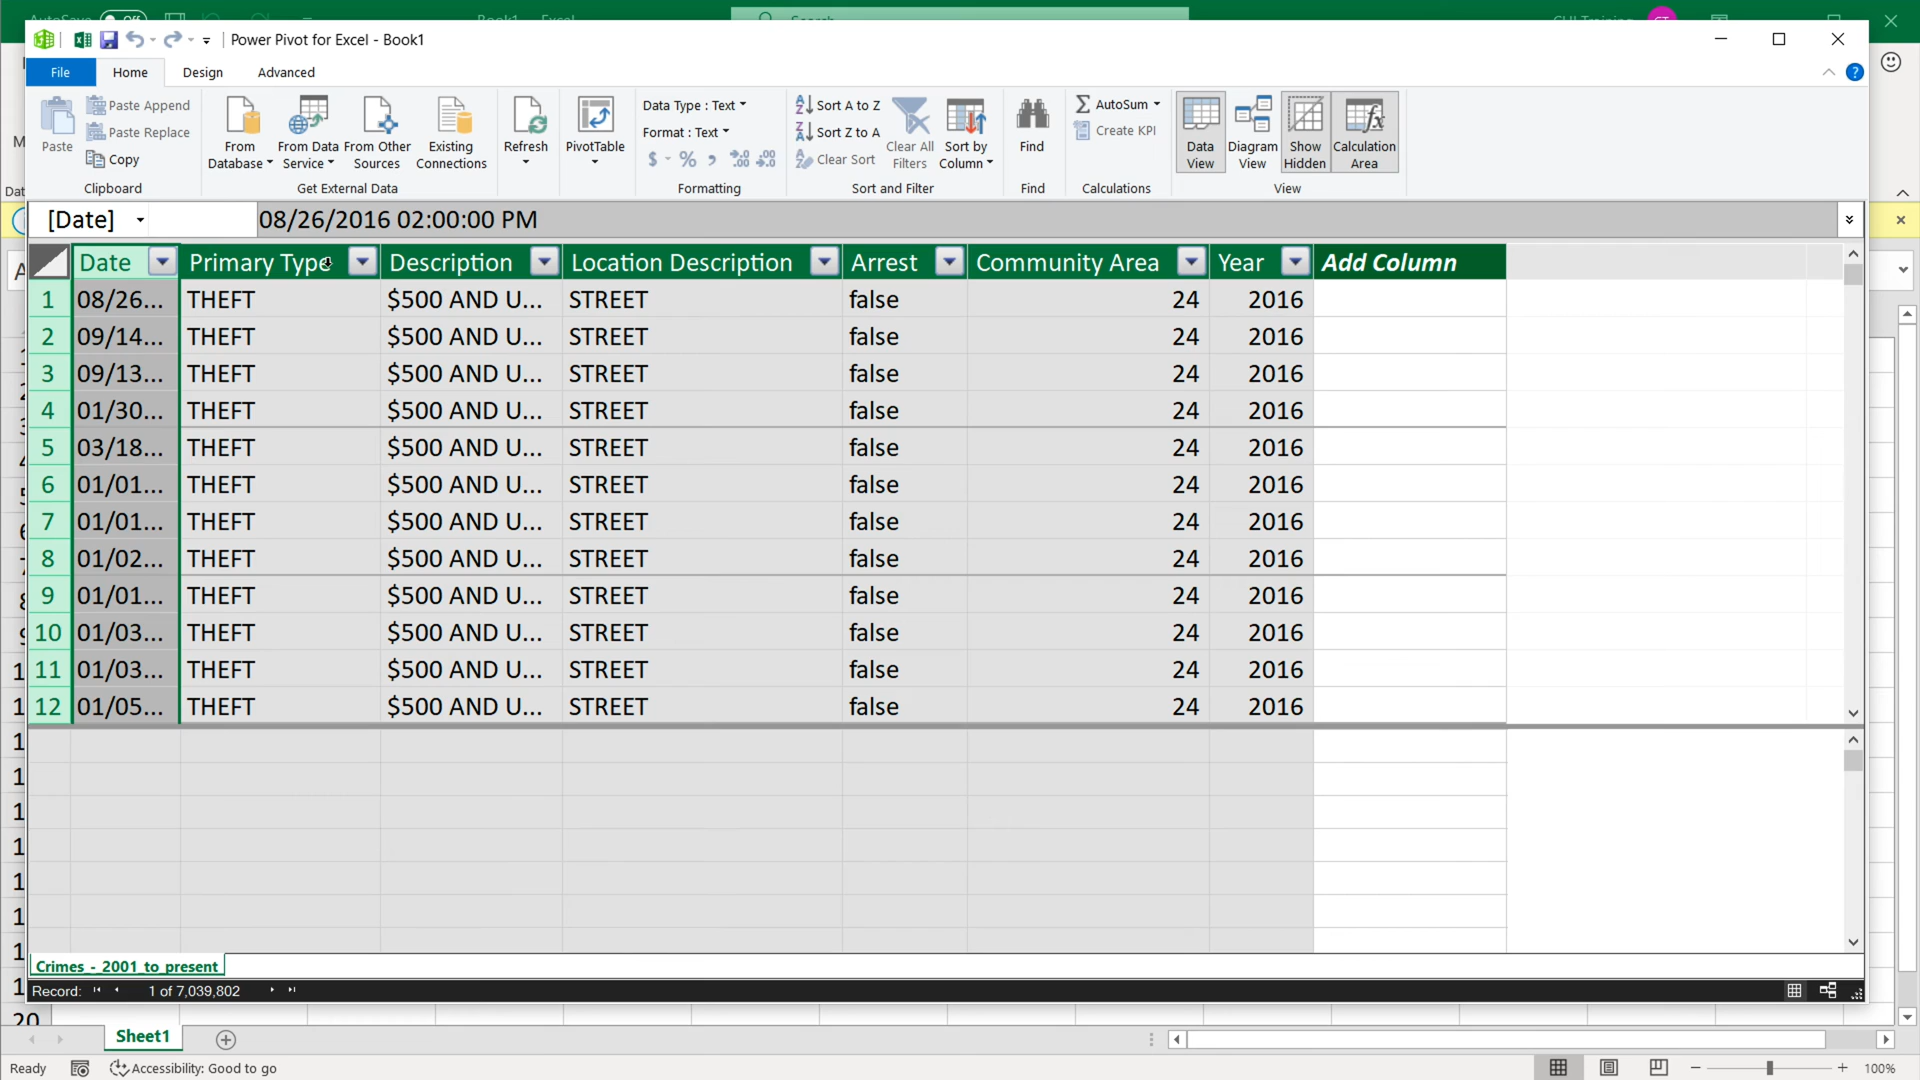 Power Pivot for Excel - Book1
File Home Design Advanced
Paste
Paste Append
Paste Replace
Copy
Clipboard
From Database
From Data Service
From Other Sources
Existing Connections
Get External Data
Refresh
PivotTable
Data Type : Text
Format : Text
$ % ,
Formatting
Sort A to Z
Sort Z to A
Clear Sort
Clear All Filters
Sort by Column
Sort and Filter
Find
Find
AutoSum
Create KPI
Calculations
Data View
Diagram View
Show Hidden
Calculation Area
View
[Date] 08/26/2016 02:00:00 PM
Date Primary Type Description Location Description Arrest Community Area Year Add Column
1 08/26... THEFT $500 AND U... STREET false 24 2016
2 09/14... THEFT $500 AND U... STREET false 24 2016
3 09/13... THEFT $500 AND U... STREET false 24 2016
4 01/30... THEFT $500 AND U... STREET false 24 2016
5 03/18... THEFT $500 AND U... STREET false 24 2016
6 01/01... THEFT $500 AND U... STREET false 24 2016
7 01/01... THEFT $500 AND U... STREET false 24 2016
8 01/02... THEFT $500 AND U... STREET false 24 2016
9 01/01... THEFT $500 AND U... STREET false 24 2016
10 01/03... THEFT $500 AND U... STREET false 24 2016
11 01/03... THEFT $500 AND U... STREET false 24 2016
12 01/05... THEFT $500 AND U... STREET false 24 2016
Crimes_-_2001_to_present
Record: 1 of 7,039,802
20
Sheet1
Ready Accessibility: Good to go 100%